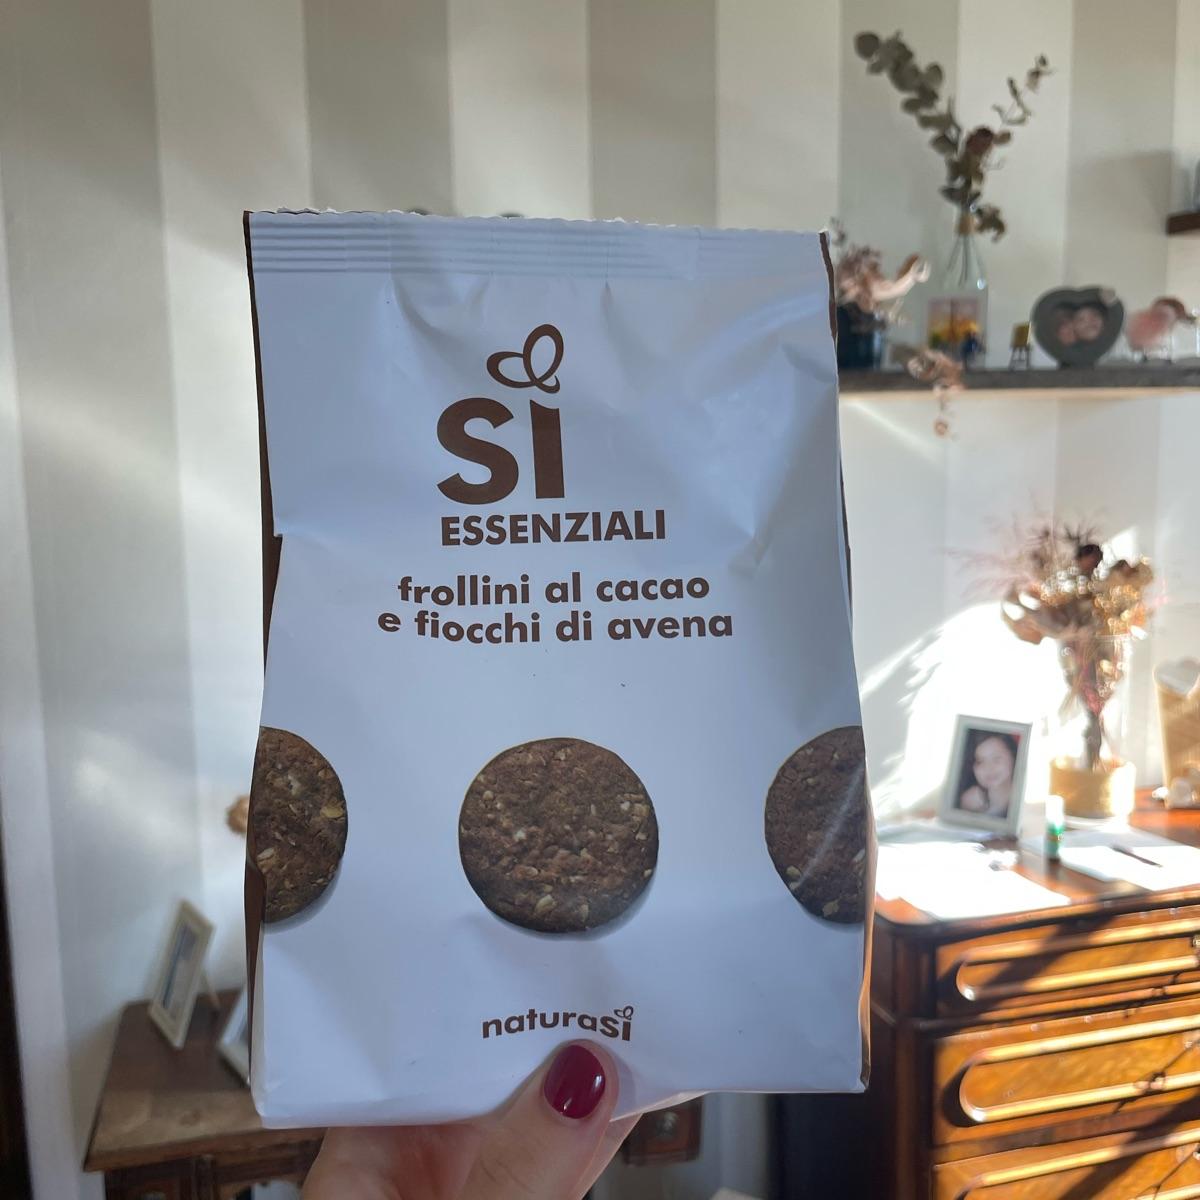 sì
ESSENZIALI
frollini al cacao
e fiocchi di avena
naturasì